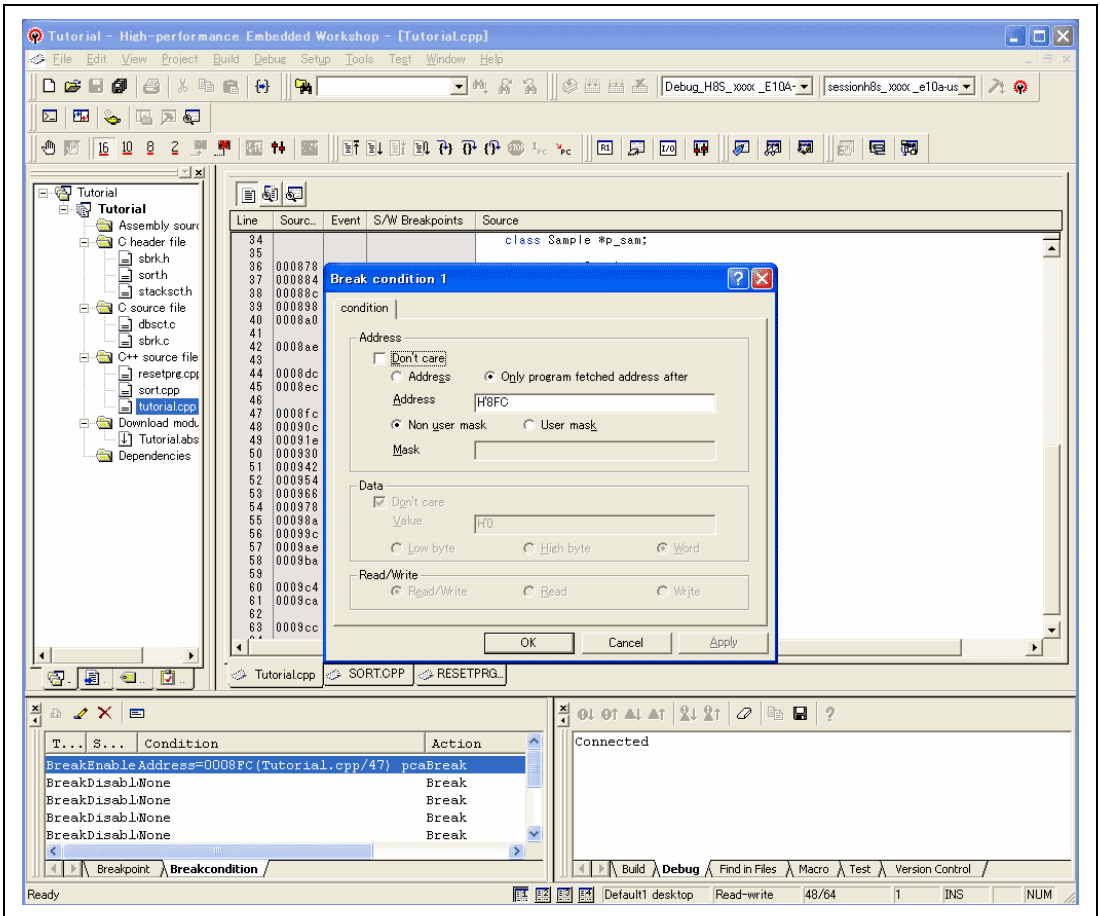 Tutorial - High-performance Embedded Workshop - [Tutorial.cpp]
File Edit View Project Build Debug Setup Tools Test Window Help
Debug_H8S_xxxx_E10A- sessionh8s_xxxx_e10a-us
16 10 8 2
Tutorial
Tutorial
Assembly sourc
C header file
sbrk.h
sort.h
stacksct.h
C source file
dbsct.c
sbrk.c
C++ source file
resetprg.cpp
sort.cpp
tutorial.cpp
Download modu
Tutorial.abs
Dependencies
Line Sourc... Event S/W Breakpoints Source
34 class Sample *p_sam;
35
36 000878
37 000884
38 00088c
39 000898
40 0008a0
41
42 0008ae
43
44 0008dc
45 0008ec
46
47 0008fc
48 00090c
49 00091e
50 000930
51 000942
52 000954
53 000966
54 000978
55 00098a
56 00099c
57 0009ae
58 0009ba
59
60 0009c4
61 0009ca
62
63 0009cc
Break condition 1
condition
Address
Don't care
Address Only program fetched address after
Address H'8FC
Non user mask User mask
Mask
Data
Don't care
Value H'0
Low byte High byte Word
Read/Write
Read/Write Read Write
OK Cancel Apply
Tutorial.cpp SORT.CPP RESETPRG...
T... S... Condition Action
BreakEnable Address=0008FC(Tutorial.cpp/47) pcaBreak
BreakDisabl None Break
BreakDisabl None Break
BreakDisabl None Break
BreakDisabl None Break
Breakpoint Breakcondition
Connected
Build Debug Find in Files Macro Test Version Control
Ready Default1 desktop Read-write 48/64 1 INS NUM